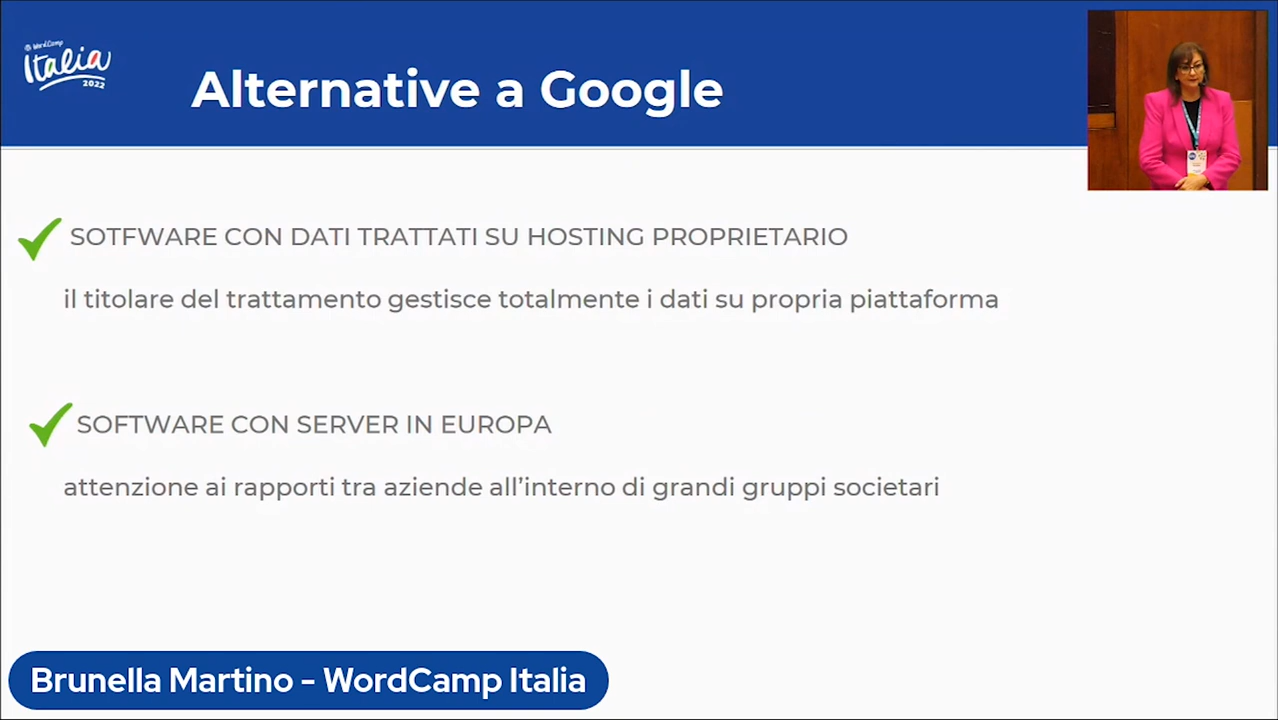 WordCamp
Italia
2022
Alternative a Google
SOTFWARE CON DATI TRATTATI SU HOSTING PROPRIETARIO
il titolare del trattamento gestisce totalmente i dati su propria piattaforma
SOFTWARE CON SERVER IN EUROPA
attenzione ai rapporti tra aziende all’interno di grandi gruppi societari
Brunella Martino - WordCamp Italia